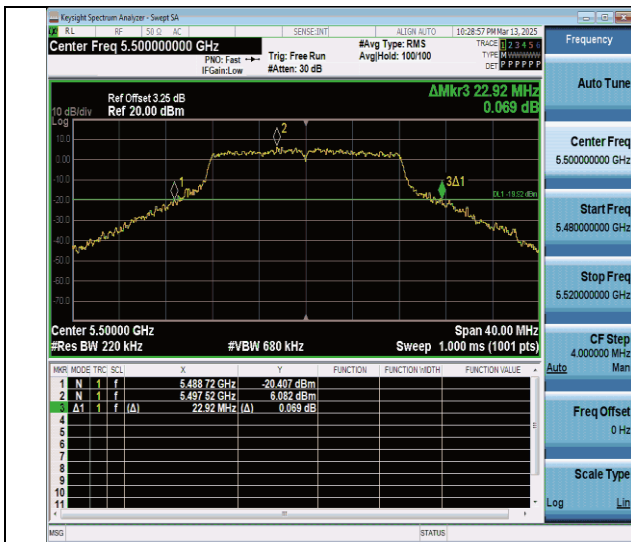 Keysight Spectrum Analyzer - Swept SA
RL RF 50 Ω AC SENSE:INT ALIGN AUTO 10:28:57 PM Mar 13, 2025
Center Freq 5.500000000 GHz
PNO: Fast
IFGain:Low
Trig: Free Run
#Atten: 30 dB
#Avg Type: RMS
Avg|Hold: 100/100
TRACE 1 2 3 4 5 6
TYPE M WWWWW
DET P P P P P P
ΔMkr3 22.92 MHz
0.069 dB
Ref Offset 3.25 dB
10 dB/div Ref 20.00 dBm
Log
10.0
0.00
-10.0
-20.0
-30.0
-40.0
-50.0
-60.0
-70.0
1
2
3Δ1
DL1 -19.92 dBm
Center 5.50000 GHz Span 40.00 MHz
#Res BW 220 kHz #VBW 680 kHz Sweep 1.000 ms (1001 pts)
MKR MODE TRC SCL X Y FUNCTION FUNCTION WIDTH FUNCTION VALUE
1 N 1 f 5.488 72 GHz -20.407 dBm
2 N 1 f 5.497 52 GHz 6.082 dBm
3 Δ1 1 f (Δ) 22.92 MHz (Δ) 0.069 dB
4
5
6
7
8
9
10
11
MSG STATUS
Frequency
Auto Tune
Center Freq
5.500000000 GHz
Start Freq
5.480000000 GHz
Stop Freq
5.520000000 GHz
CF Step
4.000000 MHz
Auto Man
Freq Offset
0 Hz
Scale Type
Log Lin